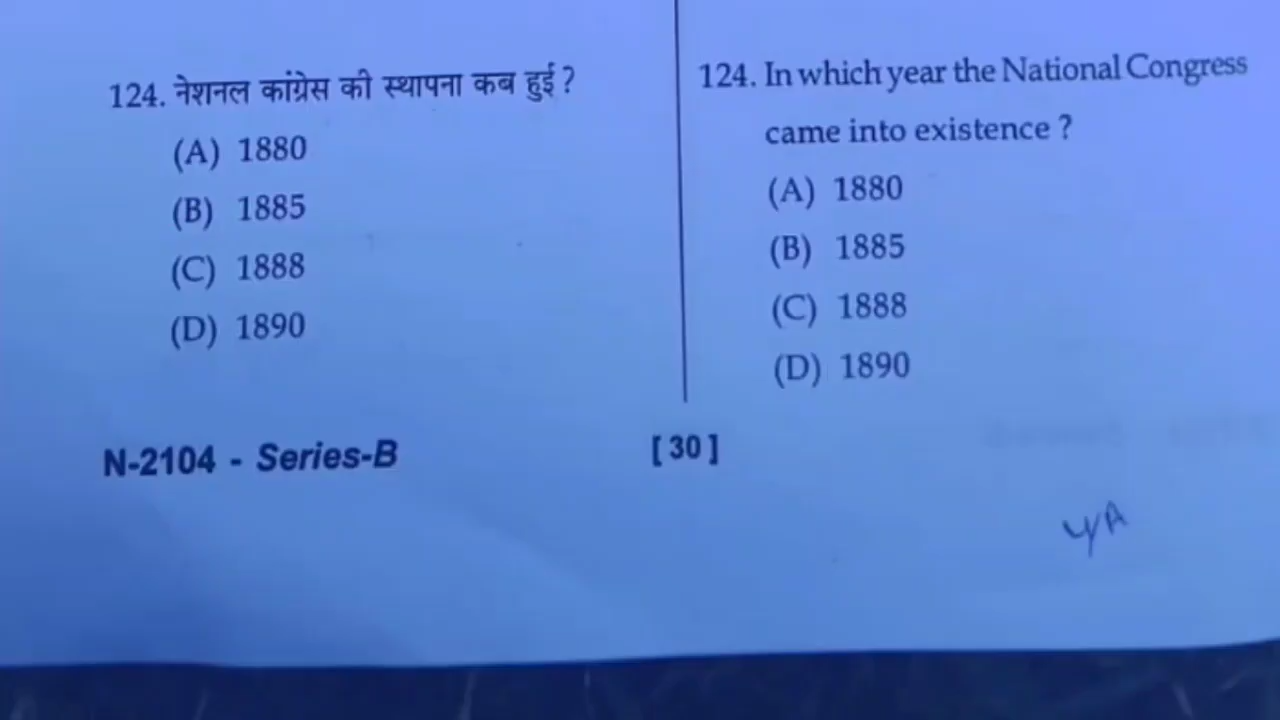 124. नेशनल कांग्रेस की स्थापना कब हुई ?
(A) 1880
(B) 1885
(C) 1888
(D) 1890
124. In which year the National Congress
came into existence ?
(A) 1880
(B) 1885
(C) 1888
(D) 1890
N-2104 - Series-B
[ 30 ]